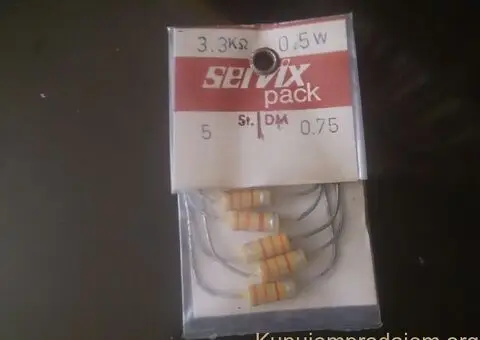 3.3KΩ 0.5W
servix
pack
St. DM
5 0.75
Kupujemprodajem.org